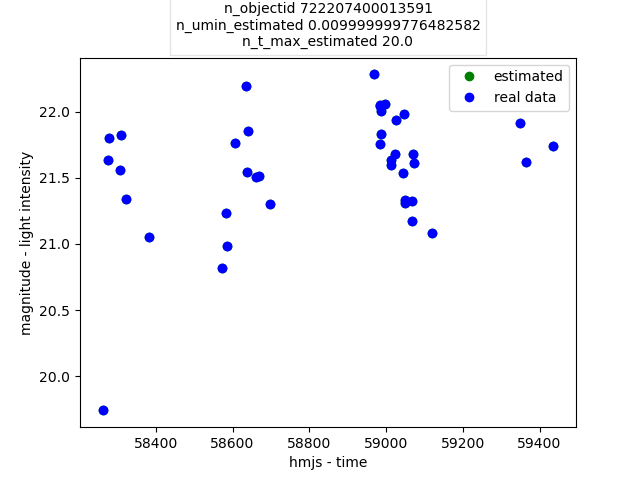 n_objectid 722207400013591
n_umin_estimated 0.009999999776482582
n_t_max_estimated 20.0
estimated
real data
22.0
21.5
21.0
20.5
20.0
magnitude - light intensity
58400
58600
58800
59000
59200
59400
hmjs - time